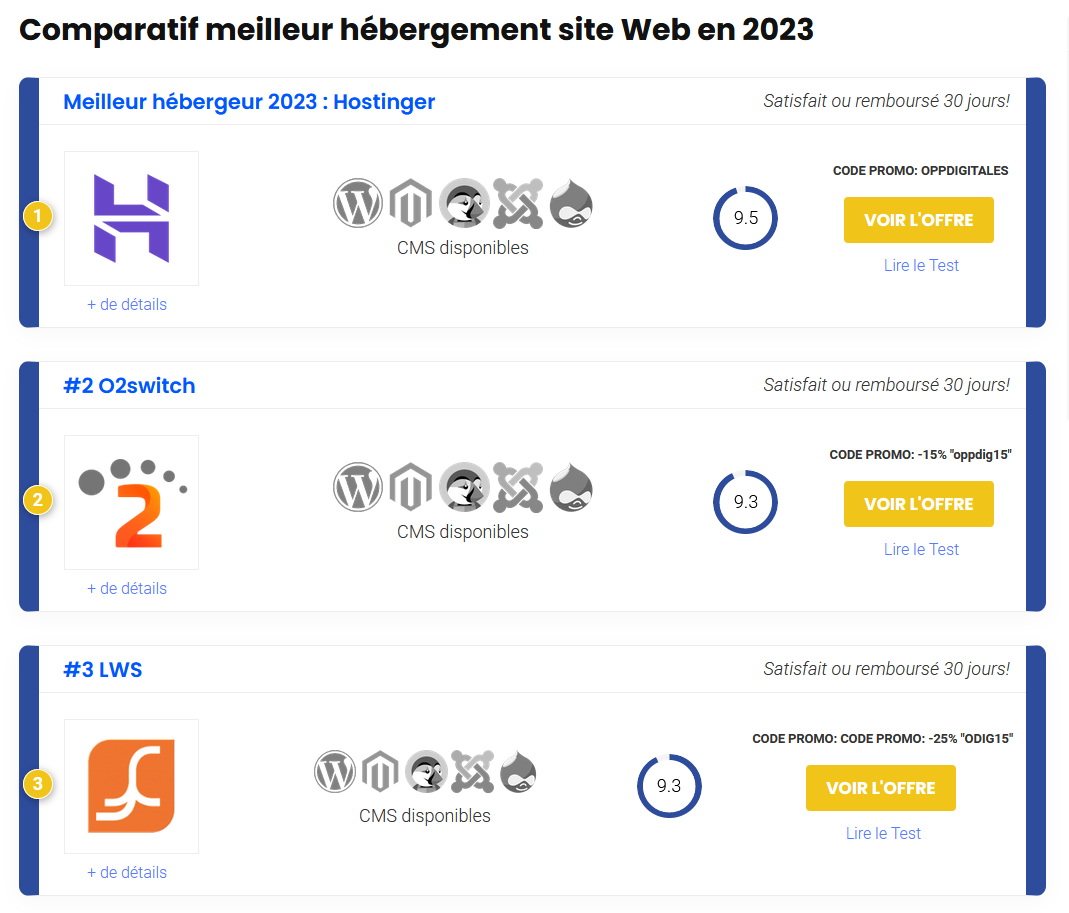 Comparatif meilleur hébergement site Web en 2023
Meilleur hébergeur 2023 : Hostinger
Satisfait ou remboursé 30 jours!
1
CMS disponibles
9.5
CODE PROMO: OPPDIGITALES
VOIR L'OFFRE
Lire le Test
+ de détails
#2 O2switch
Satisfait ou remboursé 30 jours!
2
2
CMS disponibles
9.3
CODE PROMO: -15% "oppdig15"
VOIR L'OFFRE
Lire le Test
+ de détails
#3 LWS
Satisfait ou remboursé 30 jours!
3
CMS disponibles
9.3
CODE PROMO: CODE PROMO: -25% "ODIG15"
VOIR L'OFFRE
Lire le Test
+ de détails